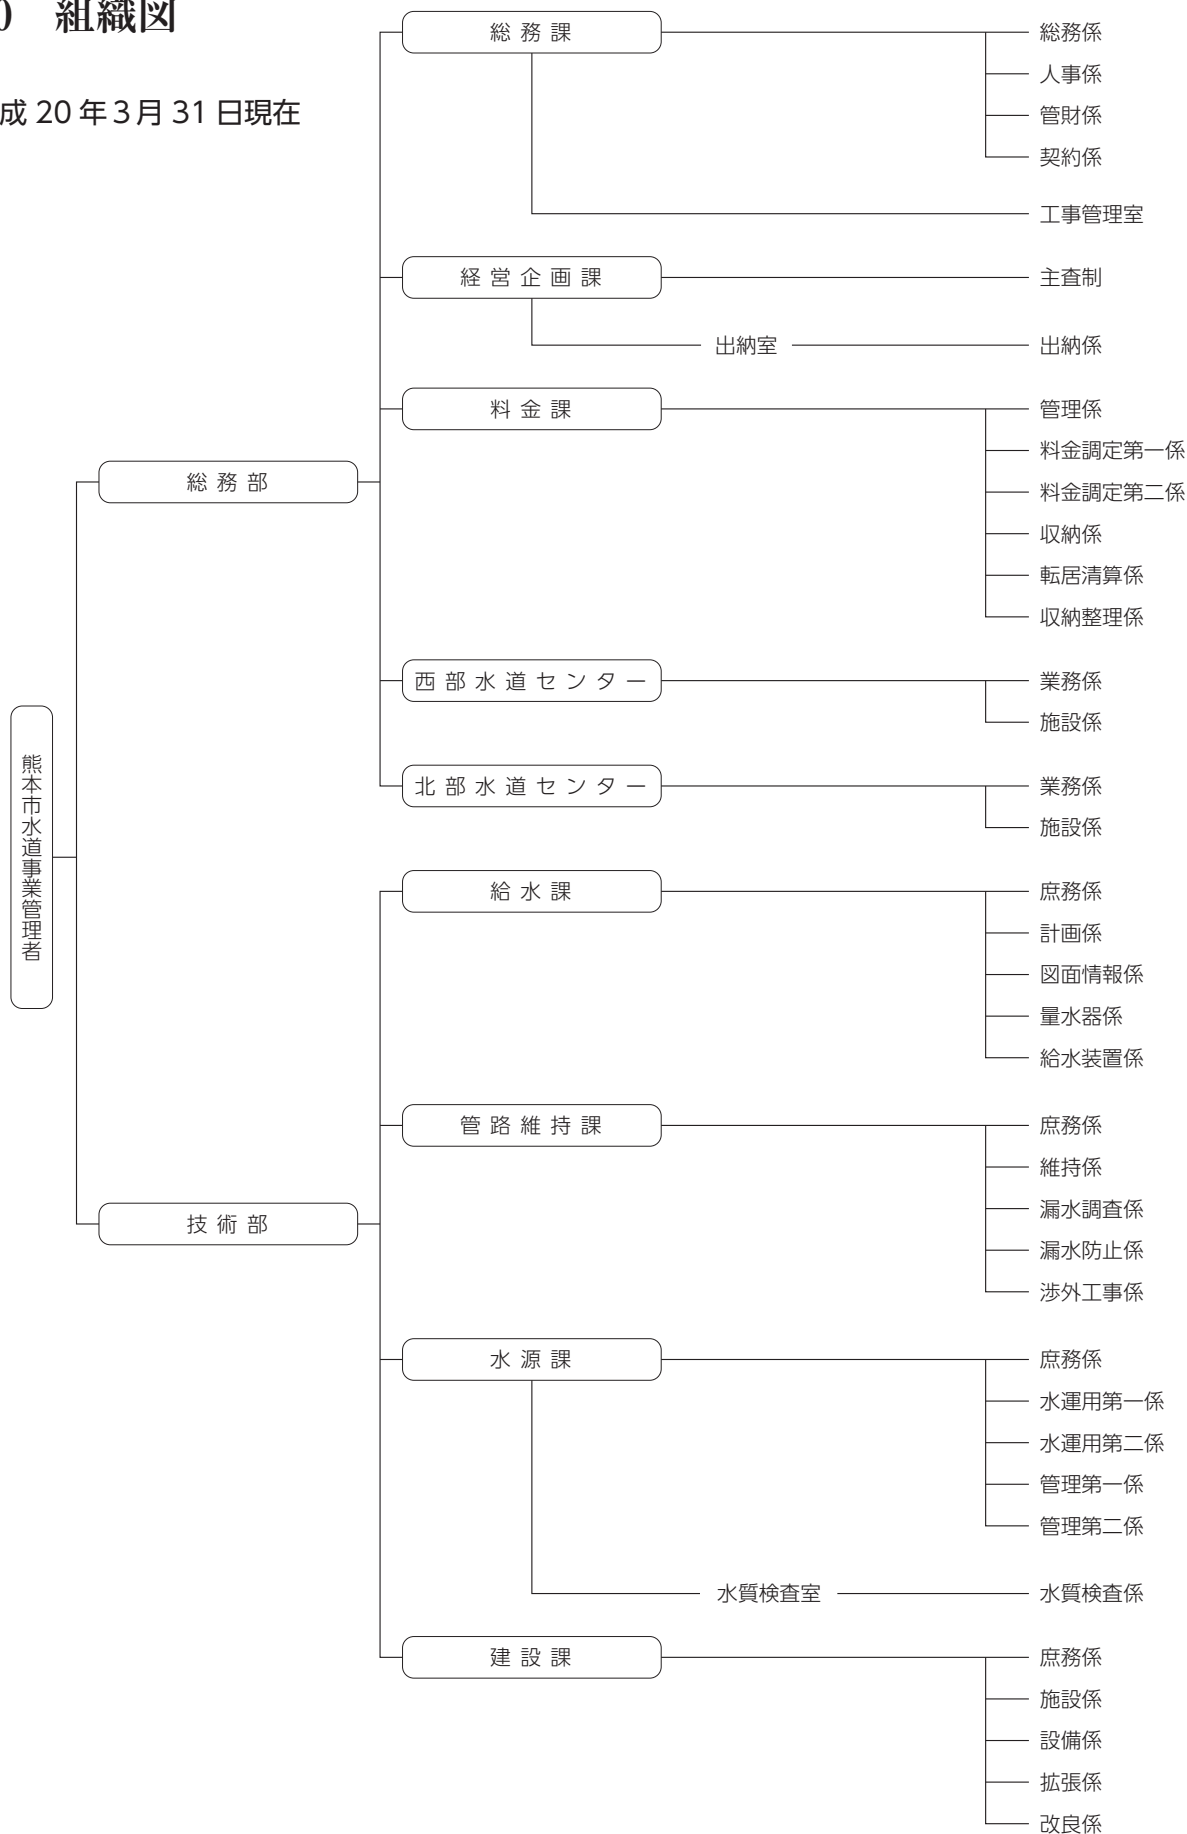 組織図
成 20 年3月 31 日現在
熊本市水道事業管理者
総務部
総務課
総務係
人事係
管財係
契約係
工事管理室
経営企画課
主査制
出納室
出納係
料金課
管理係
料金調定第一係
料金調定第二係
収納係
転居清算係
収納整理係
西部水道センター
業務係
施設係
北部水道センター
業務係
施設係
技術部
給水課
庶務係
計画係
図面情報係
量水器係
給水装置係
管路維持課
庶務係
維持係
漏水調査係
漏水防止係
渉外工事係
水源課
庶務係
水運用第一係
水運用第二係
管理第一係
管理第二係
水質検査室
水質検査係
建設課
庶務係
施設係
設備係
拡張係
改良係